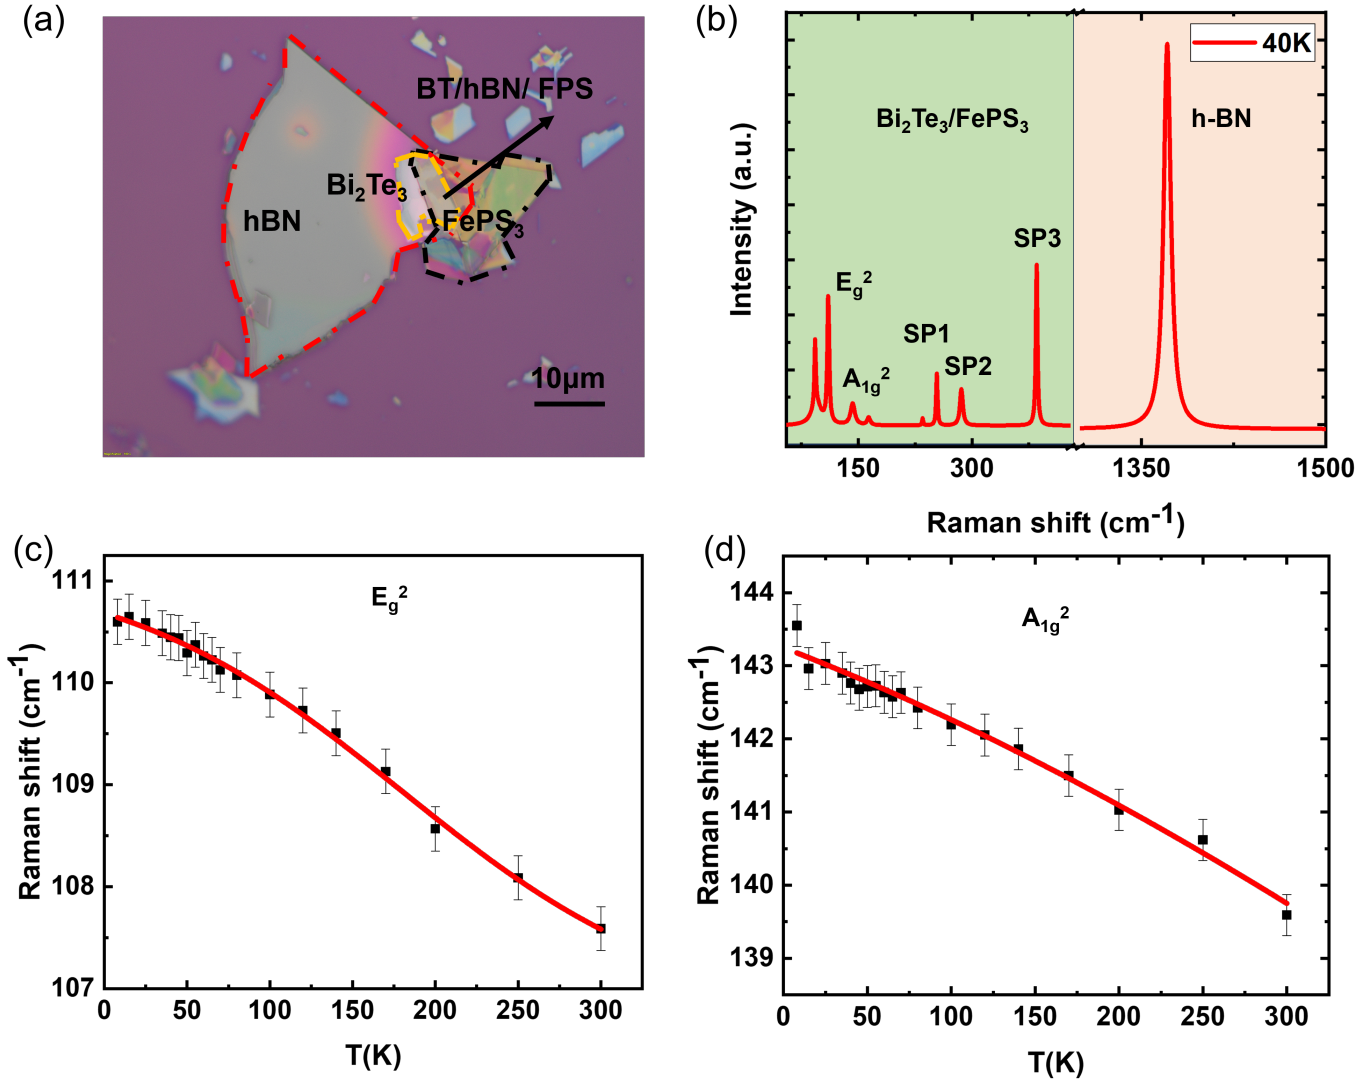 (a)
BT/hBN/ FPS
Bi₂Te₃
hBN
FePS₃
10μm
(b)
40K
Bi₂Te₃/FePS₃
h-BN
SP3
E_g²
SP1
SP2
A₁g²
Intensity (a.u.)
150 300 1350 1500
Raman shift (cm⁻¹)
(c)
E_g²
111
110
109
108
107
Raman shift (cm⁻¹)
0 50 100 150 200 250 300
T(K)
(d)
A₁g²
144
143
142
141
140
139
Raman shift (cm⁻¹)
0 50 100 150 200 250 300
T(K)